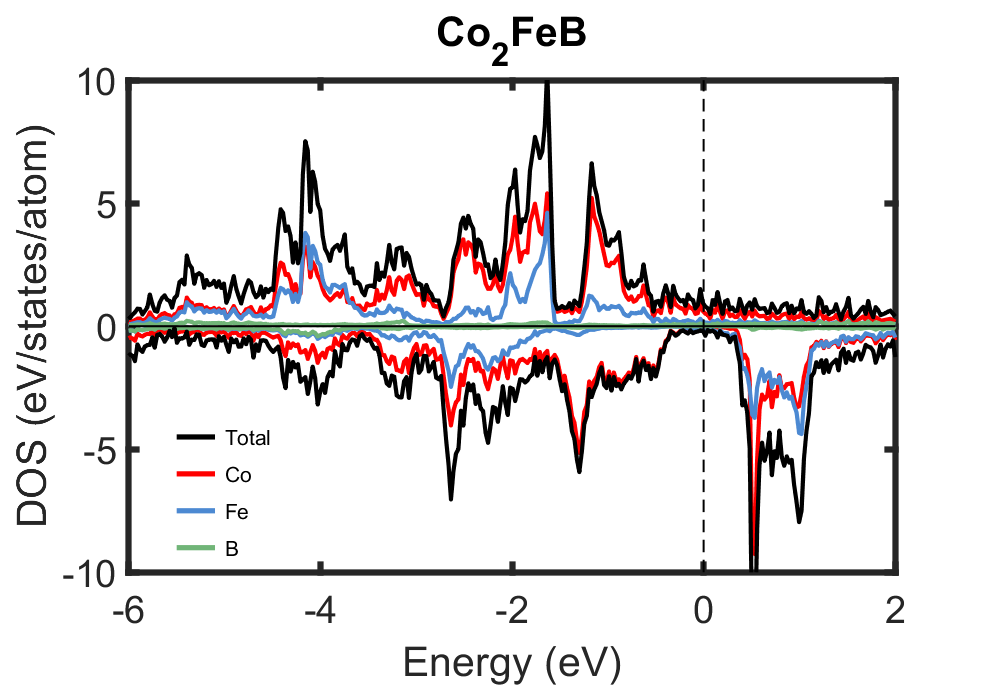 Co2FeB
DOS (eV/states/atom)
10
5
0
-5
-10
Total
Co
Fe
B
-6 -4 -2 0 2
Energy (eV)